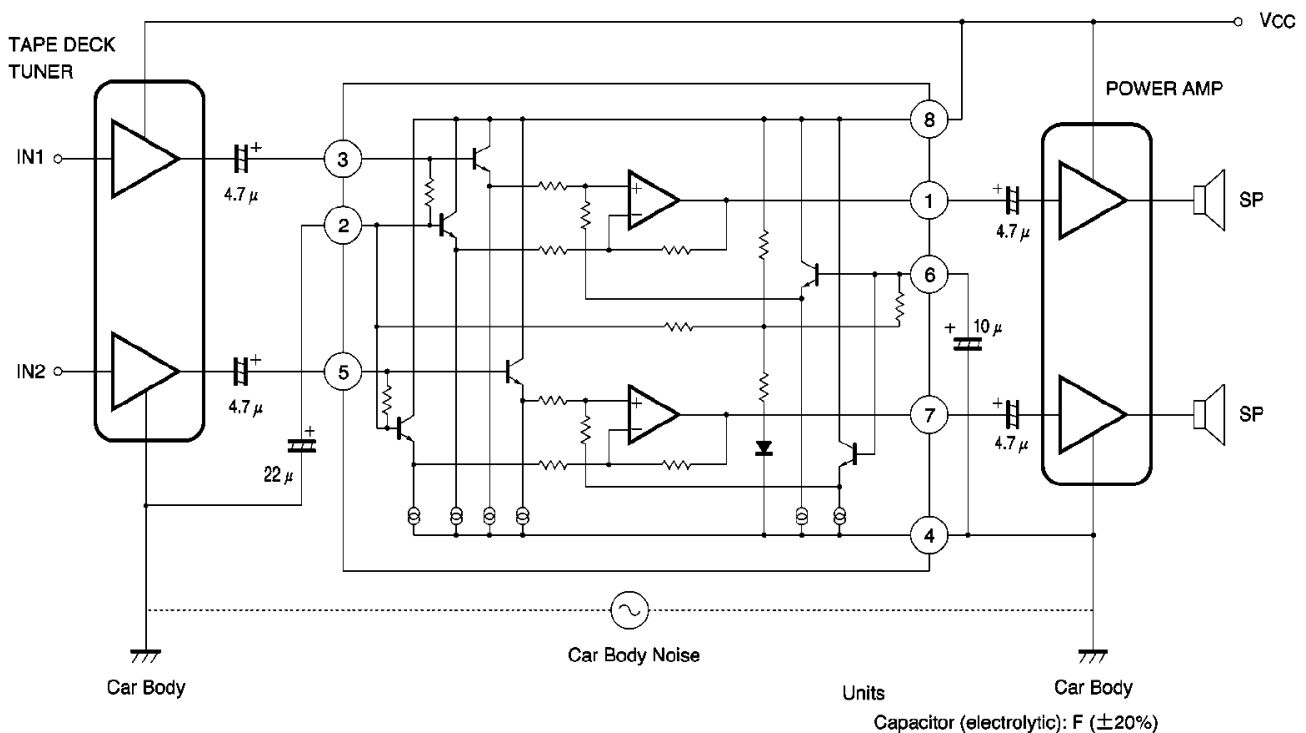 VCC
TAPE DECK
TUNER
POWER AMP
8
IN1
+
3
4.7 μ
+
−
1
+
4.7 μ
SP
2
6
+
10 μ
IN2
+
5
4.7 μ
+
−
7
+
4.7 μ
SP
+
22 μ
4
Car Body Noise
Car Body
Car Body
Units
Capacitor (electrolytic): F (±20%)